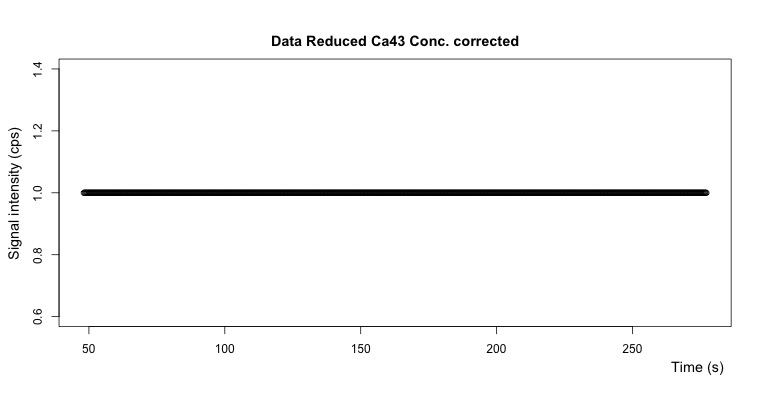 Data Reduced Ca43 Conc. corrected
Signal intensity (cps)
1.4
1.2
1.0
0.8
0.6
50 100 150 200 250
Time (s)